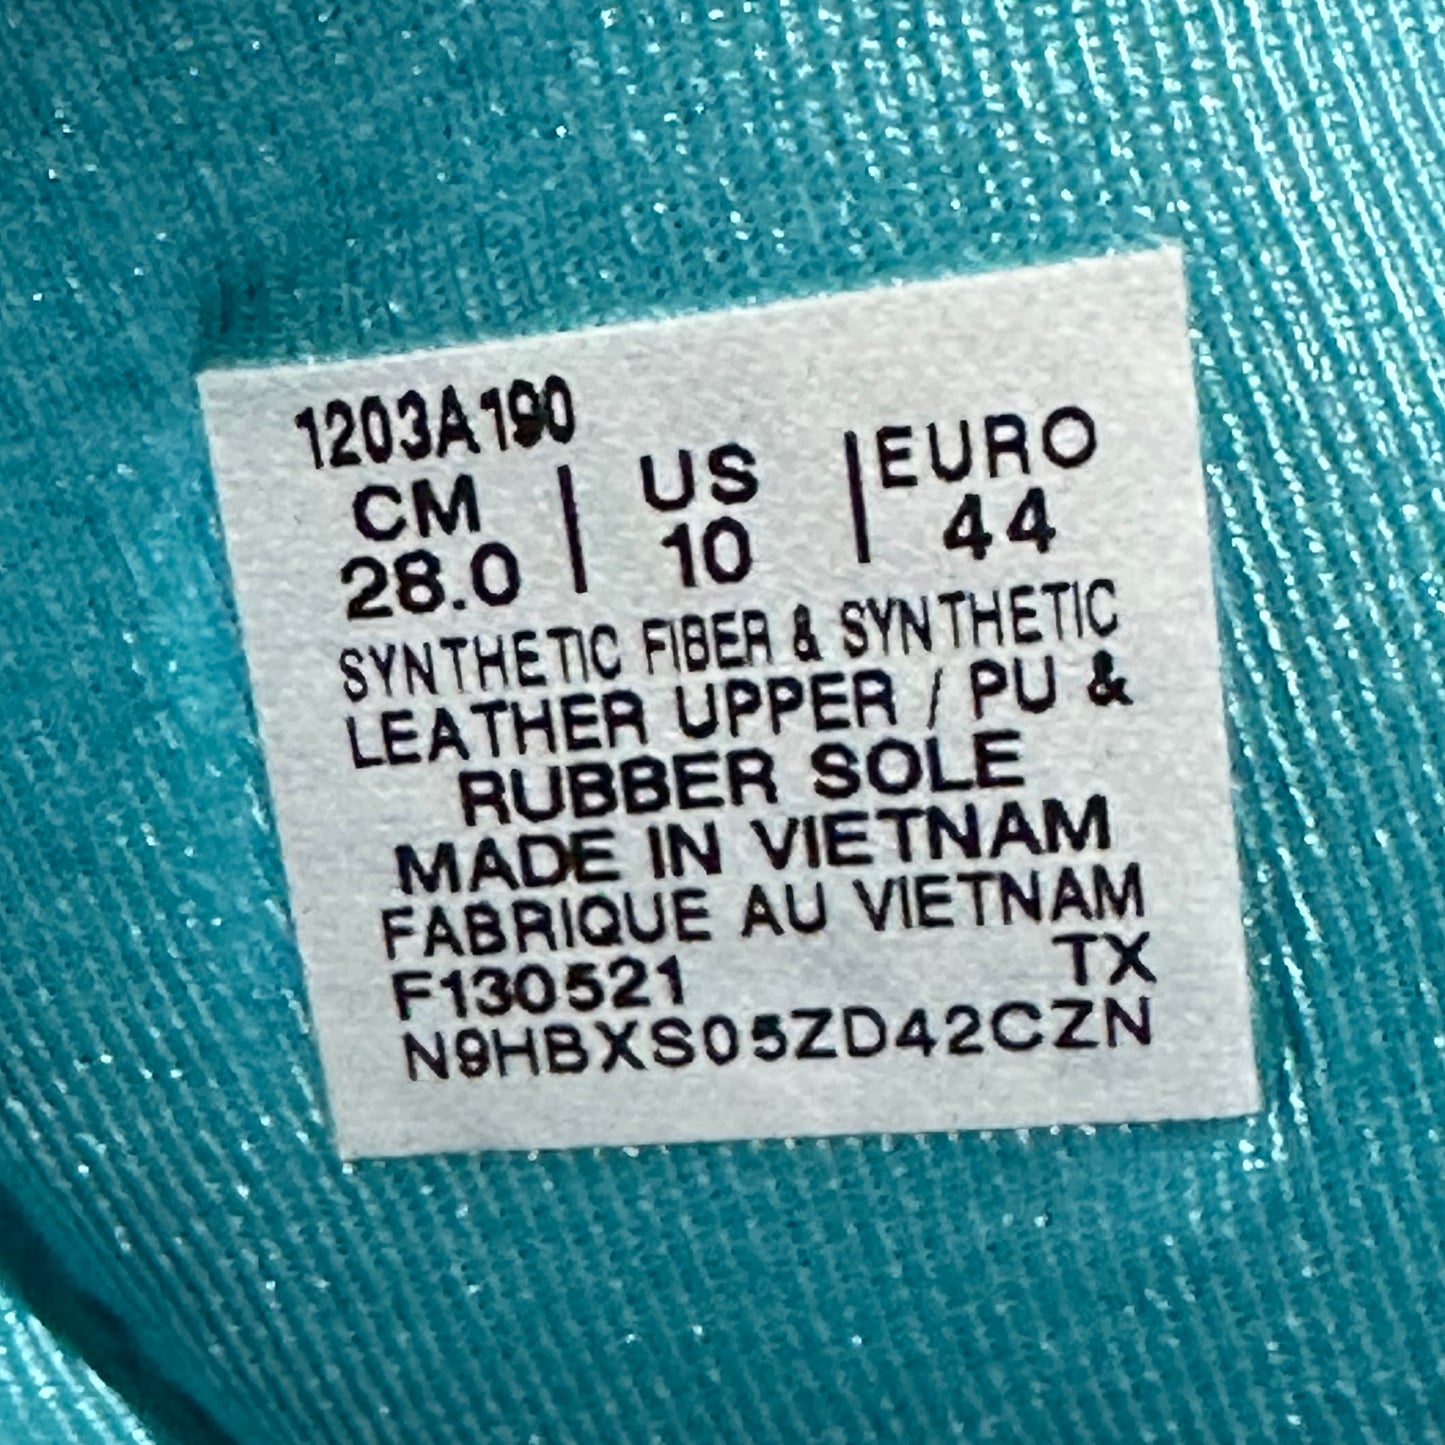 1203A190
CM | US | EURO
28.0 10 44
SYNTHETIC FIBER & SYNTHETIC
LEATHER UPPER / PU &
RUBBER SOLE
MADE IN VIETNAM
FABRIQUE AU VIETNAM
F130521 TX
N9HBXS05ZD42CZN